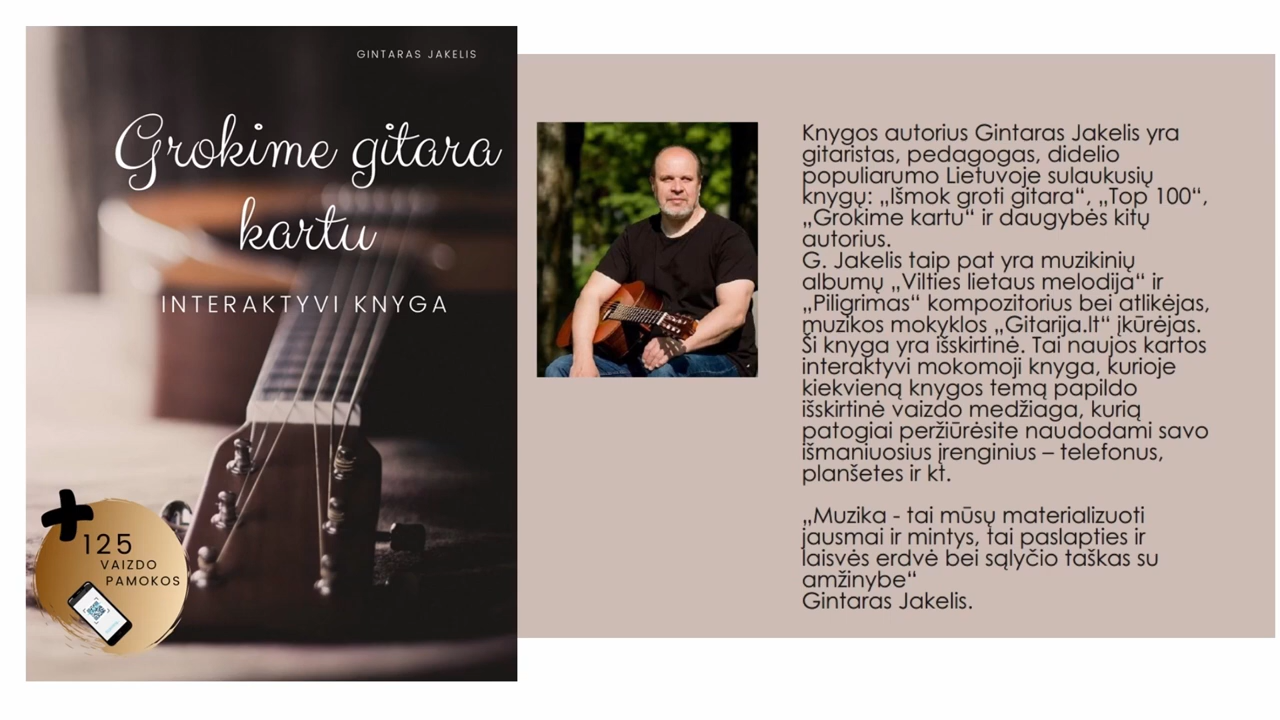 GINTARAS JAKELIS
Grokime gitara
kartu
INTERAKTYVI KNYGA
+
125
VAIZDO
PAMOKOS
Knygos autorius Gintaras Jakelis yra
gitaristas, pedagogas, didelio
populiarumo Lietuvoje sulaukusių
knygų: „Išmok groti gitara“, „Top 100“,
„Grokime kartu“ ir daugybės kitų
autorius.
G. Jakelis taip pat yra muzikinių
albumų „Vilties lietaus melodija“ ir
„Piligrimas“ kompozitorius bei atlikėjas,
muzikos mokyklos „Gitarija.lt“ įkūrėjas.
Ši knyga yra išskirtinė. Tai naujos kartos
interaktyvi mokomoji knyga, kurioje
kiekvieną knygos temą papildo
išskirtinė vaizdo medžiaga, kurią
patogiai peržiūrėsite naudodami savo
išmaniuosius įrenginius – telefonus,
planšetes ir kt.
„Muzika - tai mūsų materializuoti
jausmai ir mintys, tai paslapties ir
laisvės erdvė bei sąlyčio taškas su
amžinybe“
Gintaras Jakelis.